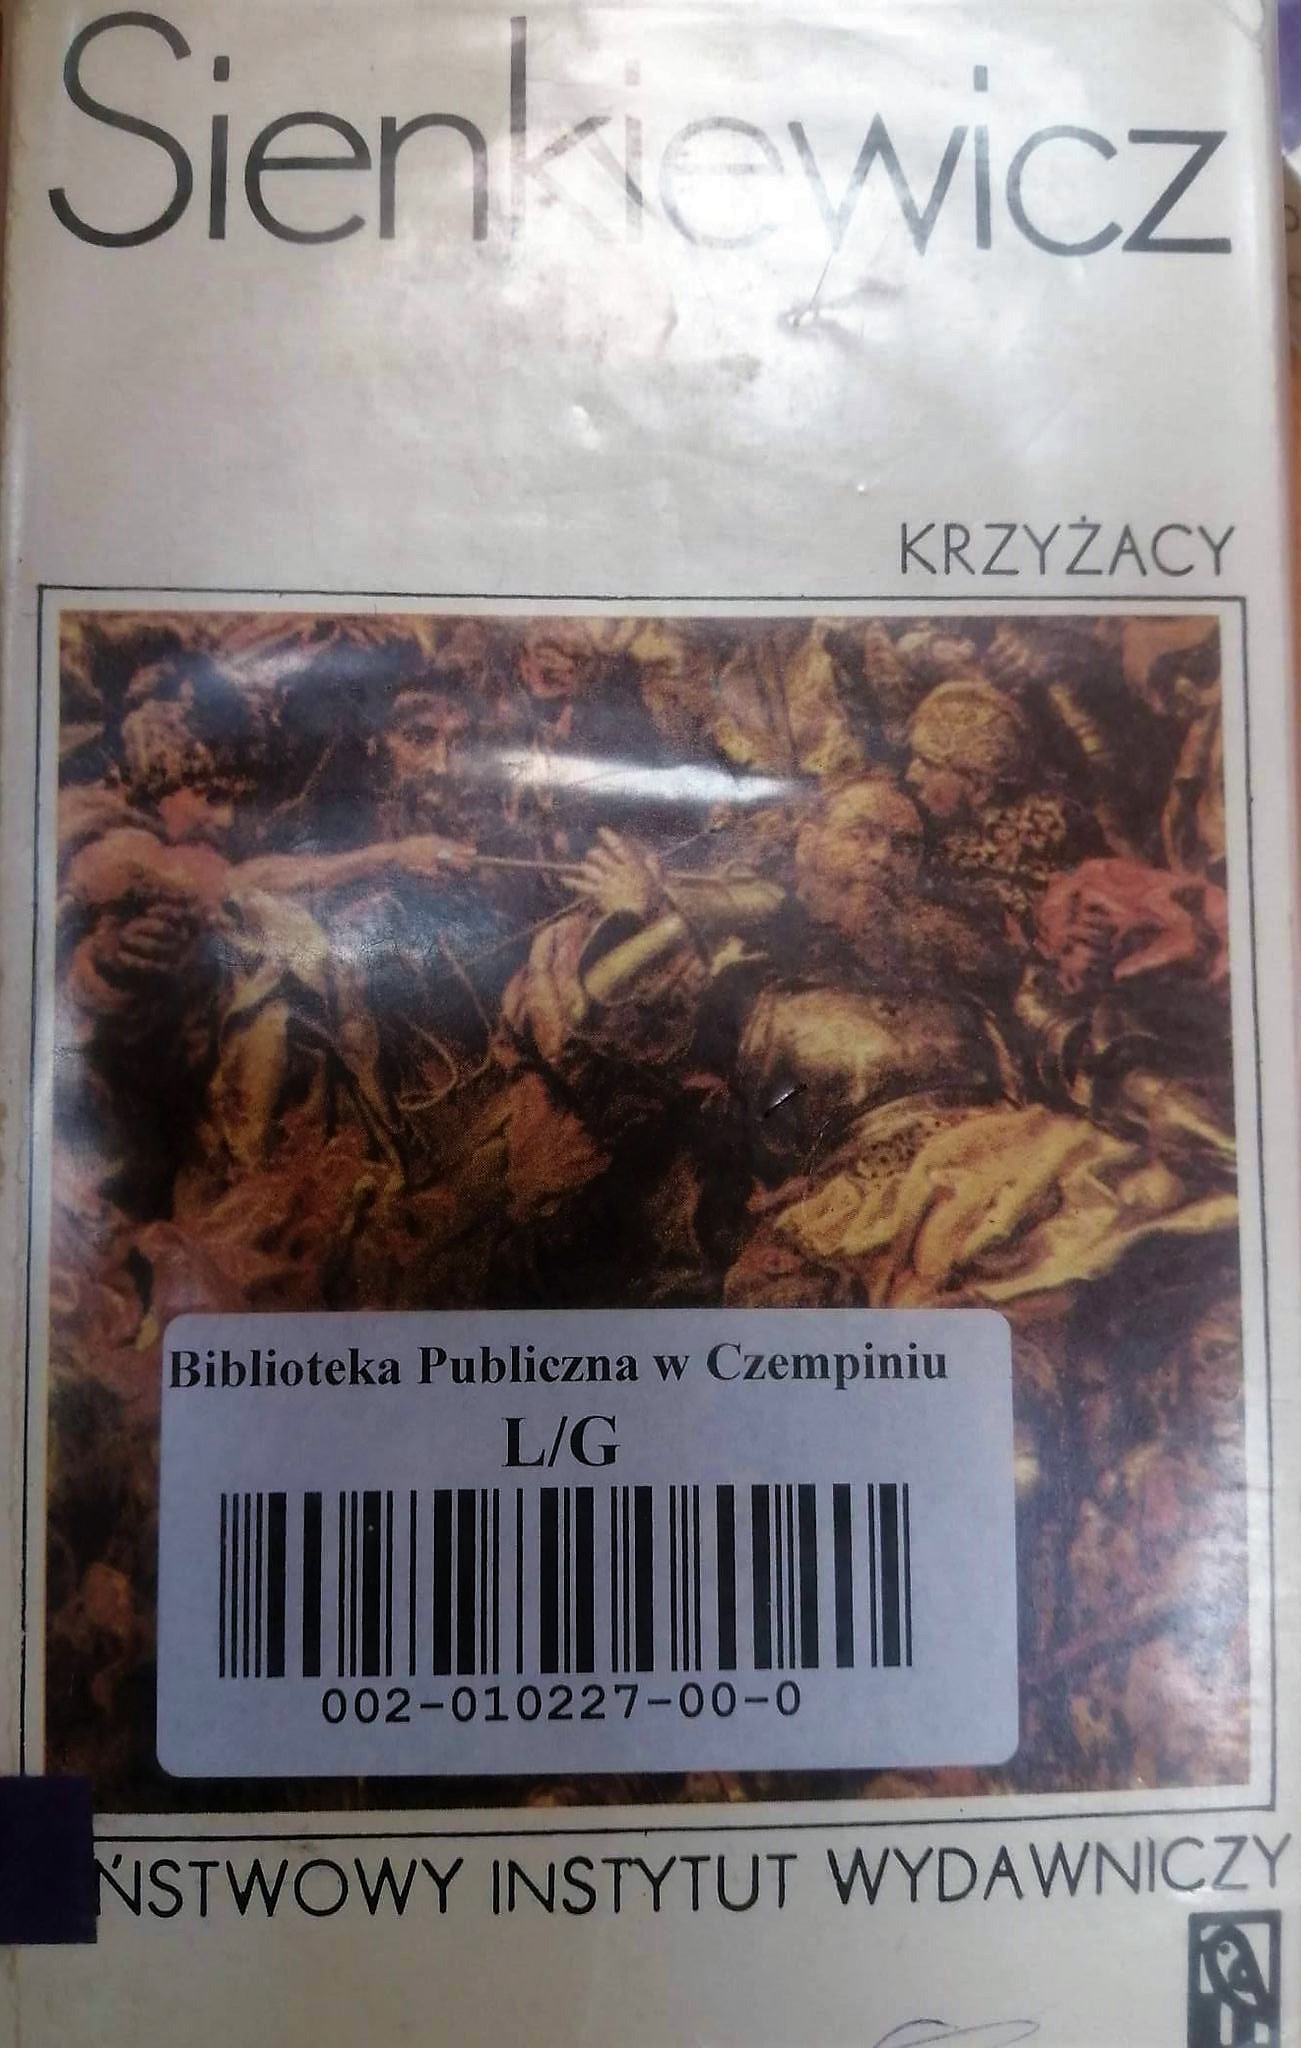 Sienkiewicz
KRZYŻACY
Biblioteka Publiczna w Czempiniu
L/G
002-010227-00-0
ŃSTWOWY INSTYTUT WYDAWNICZY